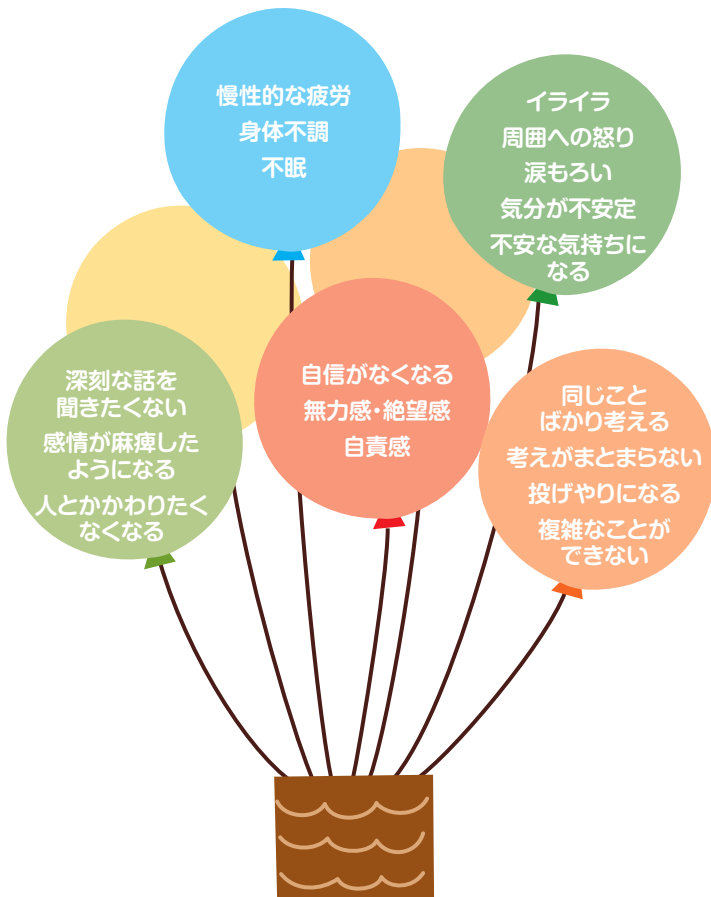 慢性的な疲労
身体不調
不眠
イライラ
周囲への怒り
涙もろい
気分が不安定
不安な気持ちに
なる
深刻な話を
聞きたくない
感情が麻痺した
ようになる
人とかかわりたく
なくなる
自信がなくなる
無力感・絶望感
自責感
同じこと
ばかり考える
考えがまとまらない
投げやりになる
複雑なことが
できない